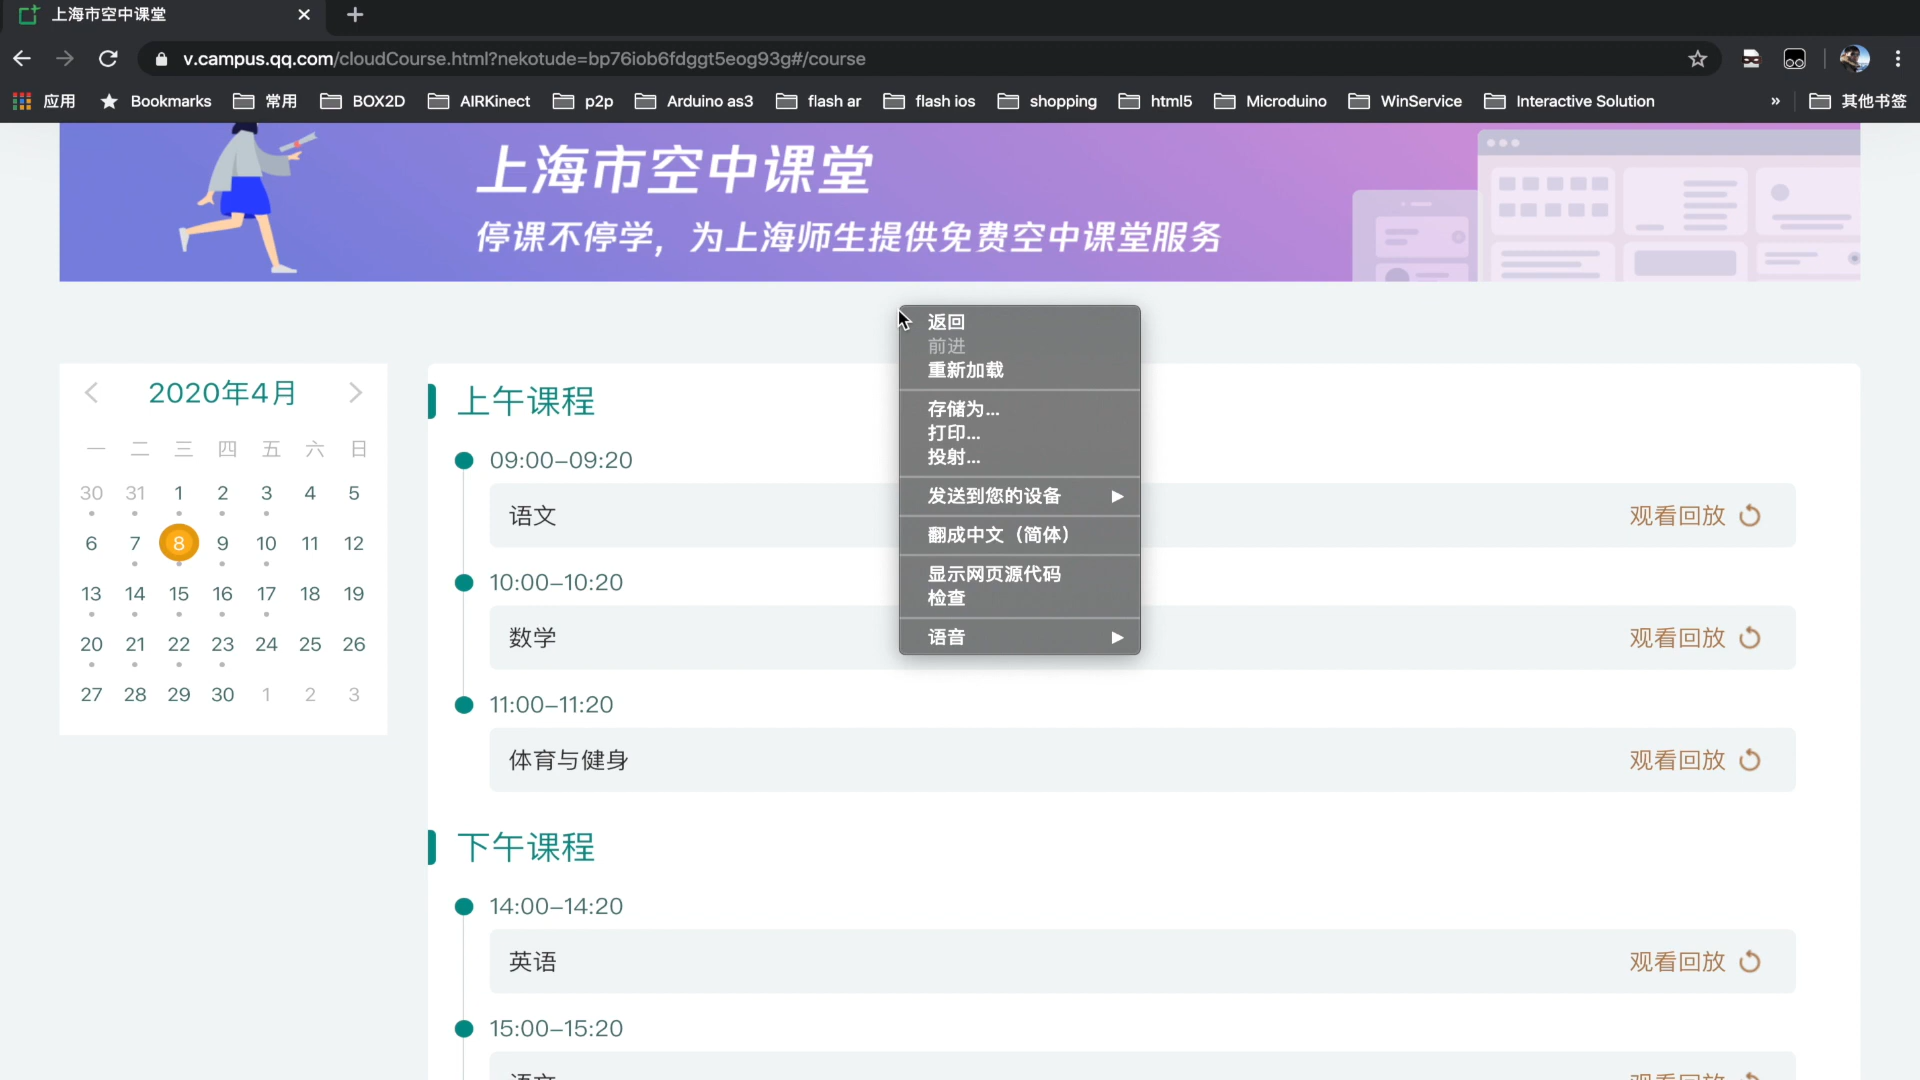 上海市空中课堂
v.campus.qq.com/cloudCourse.html?nekotude=bp76iob6fdggt5eog93g#/course
应用 Bookmarks 常用 BOX2D AIRKinect p2p Arduino as3 flash ar flash ios shopping html5 Microduino WinService Interactive Solution » 其他书签
上海市空中课堂
停课不停学，为上海师生提供免费空中课堂服务
返回
前进
重新加载
存储为...
打印...
投射...
发送到您的设备
翻成中文（简体）
显示网页源代码
检查
语音
2020年4月
一 二 三 四 五 六 日
30 31 1 2 3 4 5
6 7 8 9 10 11 12
13 14 15 16 17 18 19
20 21 22 23 24 25 26
27 28 29 30 1 2 3
上午课程
09:00-09:20
语文 观看回放
10:00-10:20
数学 观看回放
11:00-11:20
体育与健身 观看回放
下午课程
14:00-14:20
英语 观看回放
15:00-15:20